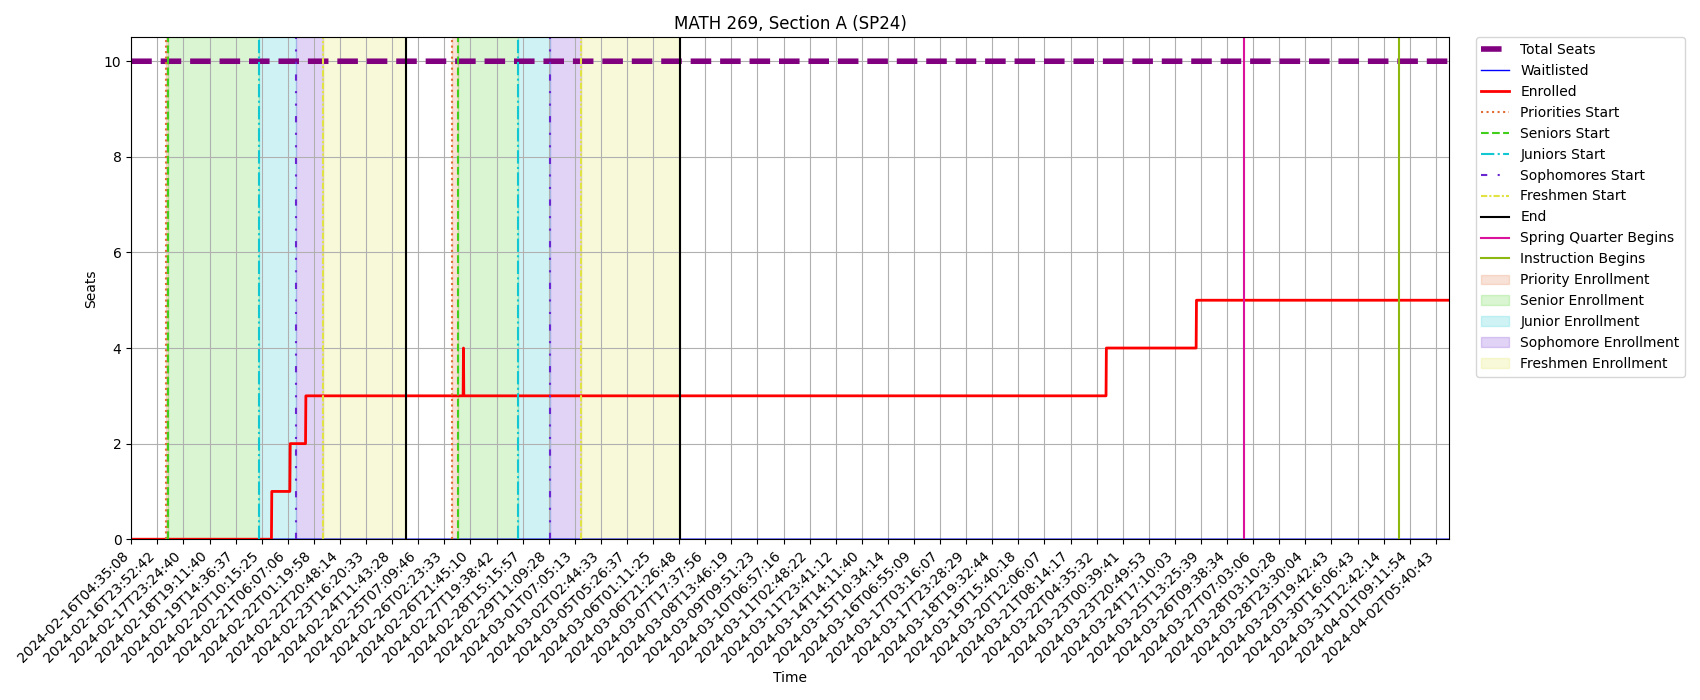 MATH 269, Section A (SP24)
Seats
10
8
6
4
2
0
2024-02-16T04:35:08
2024-02-16T23:52:42
2024-02-17T23:24:40
2024-02-18T19:11:40
2024-02-19T14:36:37
2024-02-20T10:15:25
2024-02-21T06:07:06
2024-02-22T01:19:58
2024-02-22T20:48:14
2024-02-23T16:20:33
2024-02-24T11:43:28
2024-02-25T07:09:46
2024-02-26T02:23:33
2024-02-26T21:45:10
2024-02-27T19:38:42
2024-02-28T15:15:57
2024-02-29T11:09:28
2024-03-01T07:05:13
2024-03-02T02:44:33
2024-03-05T05:26:37
2024-03-06T01:11:25
2024-03-06T21:26:48
2024-03-07T17:37:56
2024-03-08T13:46:19
2024-03-09T09:51:23
2024-03-10T06:57:16
2024-03-11T02:48:22
2024-03-11T23:41:12
2024-03-14T14:11:40
2024-03-15T10:34:14
2024-03-16T06:55:09
2024-03-17T03:16:07
2024-03-17T23:28:29
2024-03-18T19:32:44
2024-03-19T15:40:18
2024-03-20T12:06:07
2024-03-21T08:14:17
2024-03-22T04:35:32
2024-03-23T00:39:41
2024-03-23T20:49:53
2024-03-24T17:10:03
2024-03-25T13:25:39
2024-03-26T09:38:34
2024-03-27T07:03:06
2024-03-28T03:10:28
2024-03-28T23:30:04
2024-03-29T19:42:43
2024-03-30T16:06:43
2024-03-31T12:42:14
2024-04-01T09:11:54
2024-04-02T05:40:43
Time
Total Seats
Waitlisted
Enrolled
Priorities Start
Seniors Start
Juniors Start
Sophomores Start
Freshmen Start
End
Spring Quarter Begins
Instruction Begins
Priority Enrollment
Senior Enrollment
Junior Enrollment
Sophomore Enrollment
Freshmen Enrollment